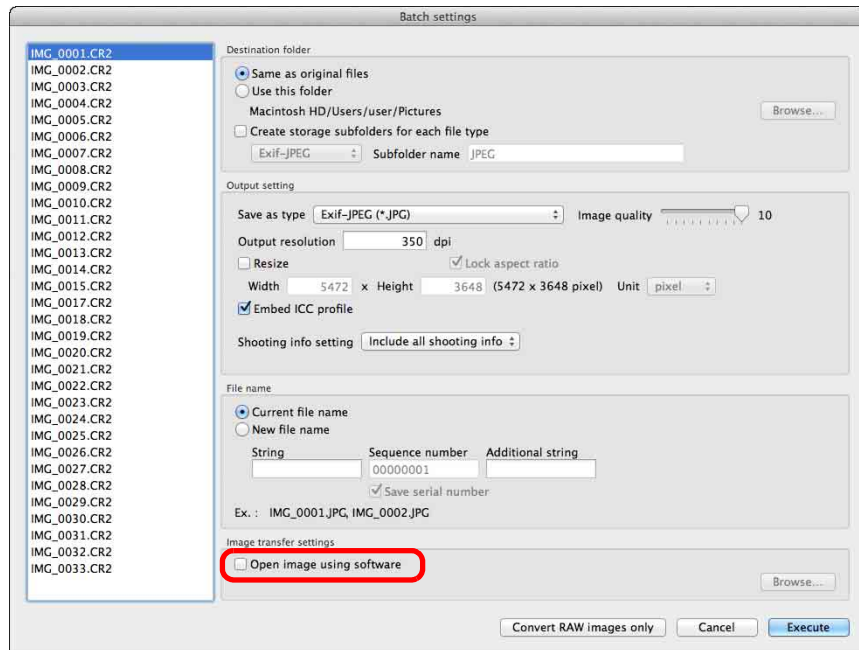 Batch settings
IMG_0001.CR2
IMG_0002.CR2
IMG_0003.CR2
IMG_0004.CR2
IMG_0005.CR2
IMG_0006.CR2
IMG_0007.CR2
IMG_0008.CR2
IMG_0009.CR2
IMG_0010.CR2
IMG_0011.CR2
IMG_0012.CR2
IMG_0013.CR2
IMG_0014.CR2
IMG_0015.CR2
IMG_0017.CR2
IMG_0018.CR2
IMG_0019.CR2
IMG_0020.CR2
IMG_0021.CR2
IMG_0022.CR2
IMG_0023.CR2
IMG_0024.CR2
IMG_0025.CR2
IMG_0026.CR2
IMG_0027.CR2
IMG_0028.CR2
IMG_0029.CR2
IMG_0030.CR2
IMG_0031.CR2
IMG_0032.CR2
IMG_0033.CR2
Destination folder
Same as original files
Use this folder
Macintosh HD/Users/user/Pictures Browse...
Create storage subfolders for each file type
Exif-JPEG Subfolder name JPEG
Output setting
Save as type Exif-JPEG (*.JPG) Image quality 10
Output resolution 350 dpi
Resize Lock aspect ratio
Width 5472 x Height 3648 (5472 x 3648 pixel) Unit pixel
Embed ICC profile
Shooting info setting Include all shooting info
File name
Current file name
New file name
String Sequence number Additional string
00000001
Save serial number
Ex. : IMG_0001.JPG, IMG_0002.JPG
Image transfer settings
Open image using software
Browse...
Convert RAW images only Cancel Execute